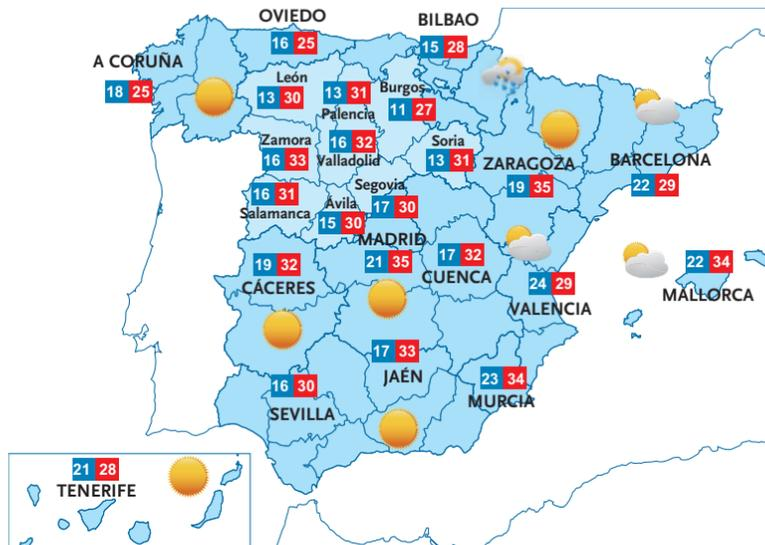 OVIEDO
16 25
BILBAO
15 28
A CORUÑA
18 25
León
13 30
13 31
Palencia
Burgos
11 27
Zamora
16 33
16 32
Valladolid
Soria
13 31
ZARAGOZA
19 35
BARCELONA
22 29
16 31
Salamanca
Segovia
17 30
Ávila
15 30
MADRID
21 35
19 32
CÁCERES
17 32
CUENCA
24 29
VALENCIA
22 34
MALLORCA
17 33
JAÉN
16 30
SEVILLA
23 34
MURCIA
21 28
TENERIFE